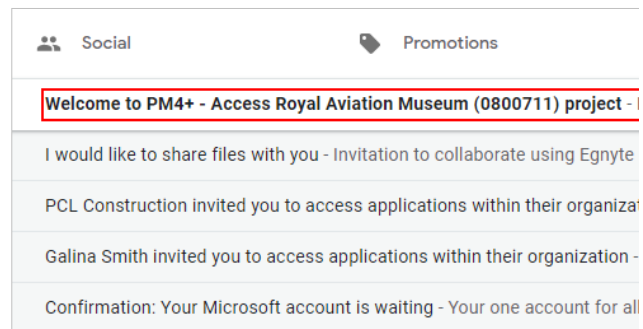 Social Promotions
Welcome to PM4+ - Access Royal Aviation Museum (0800711) project -
I would like to share files with you - Invitation to collaborate using Egnyte
PCL Construction invited you to access applications within their
Galina Smith invited you to access applications within their organization -
Confirmation: Your Microsoft account is waiting - Your one account for all